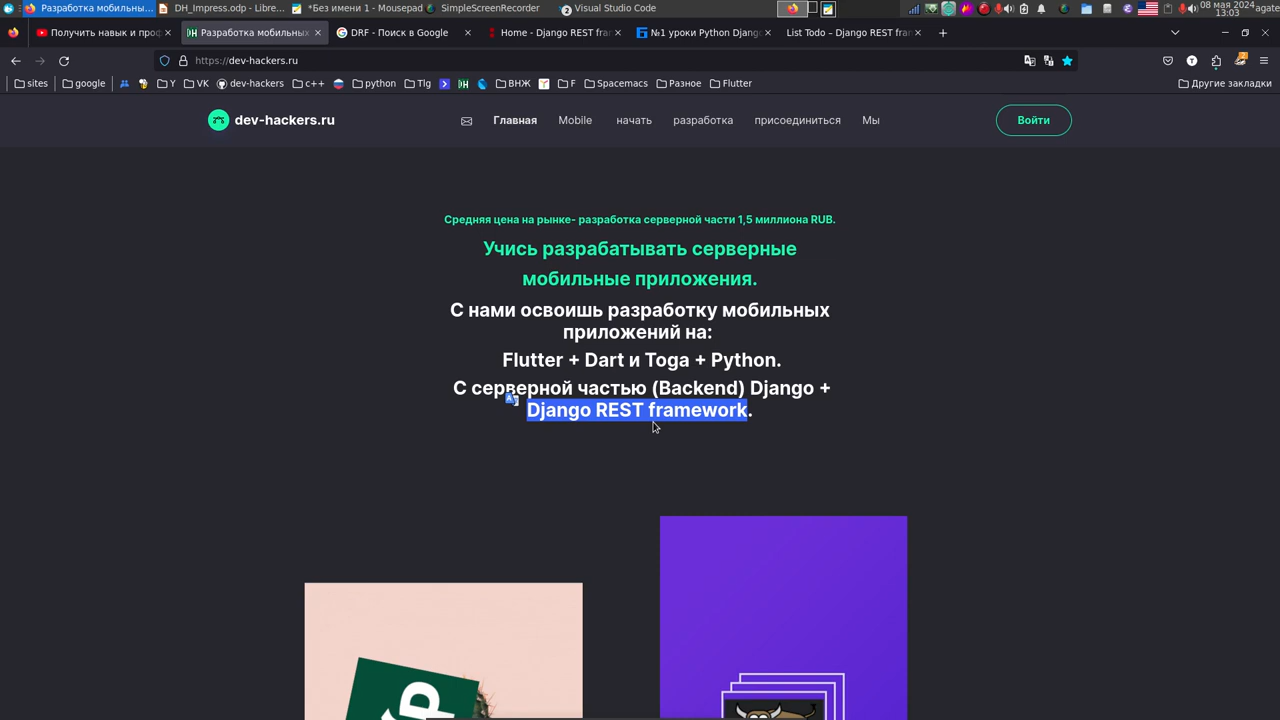 Разработка мобильны...
DH_Impress.odp - Libre...
*Без имени 1 - Mousepad
SimpleScreenRecorder
2 Visual Studio Code
08 мая 2024
13:03
agate
Получить навык и про
Разработка мобильных
DRF - Поиск в Google
Home - Django REST fra
№1 уроки Python Django
List Todo – Django REST fra
https://dev-hackers.ru
sites
google
Y
VK
dev-hackers
c++
python
Tlg
ВНЖ
F
Spacemacs
Разное
Flutter
Другие закладки
dev-hackers.ru
Главная
Mobile
начать
разработка
присоединиться
Мы
Войти
Средняя цена на рынке- разработка серверной части 1,5 миллиона RUB.
Учись разрабатывать серверные
мобильные приложения.
С нами освоишь разработку мобильных
приложений на:
Flutter + Dart и Toga + Python.
С серверной частью (Backend) Django +
Django REST framework.